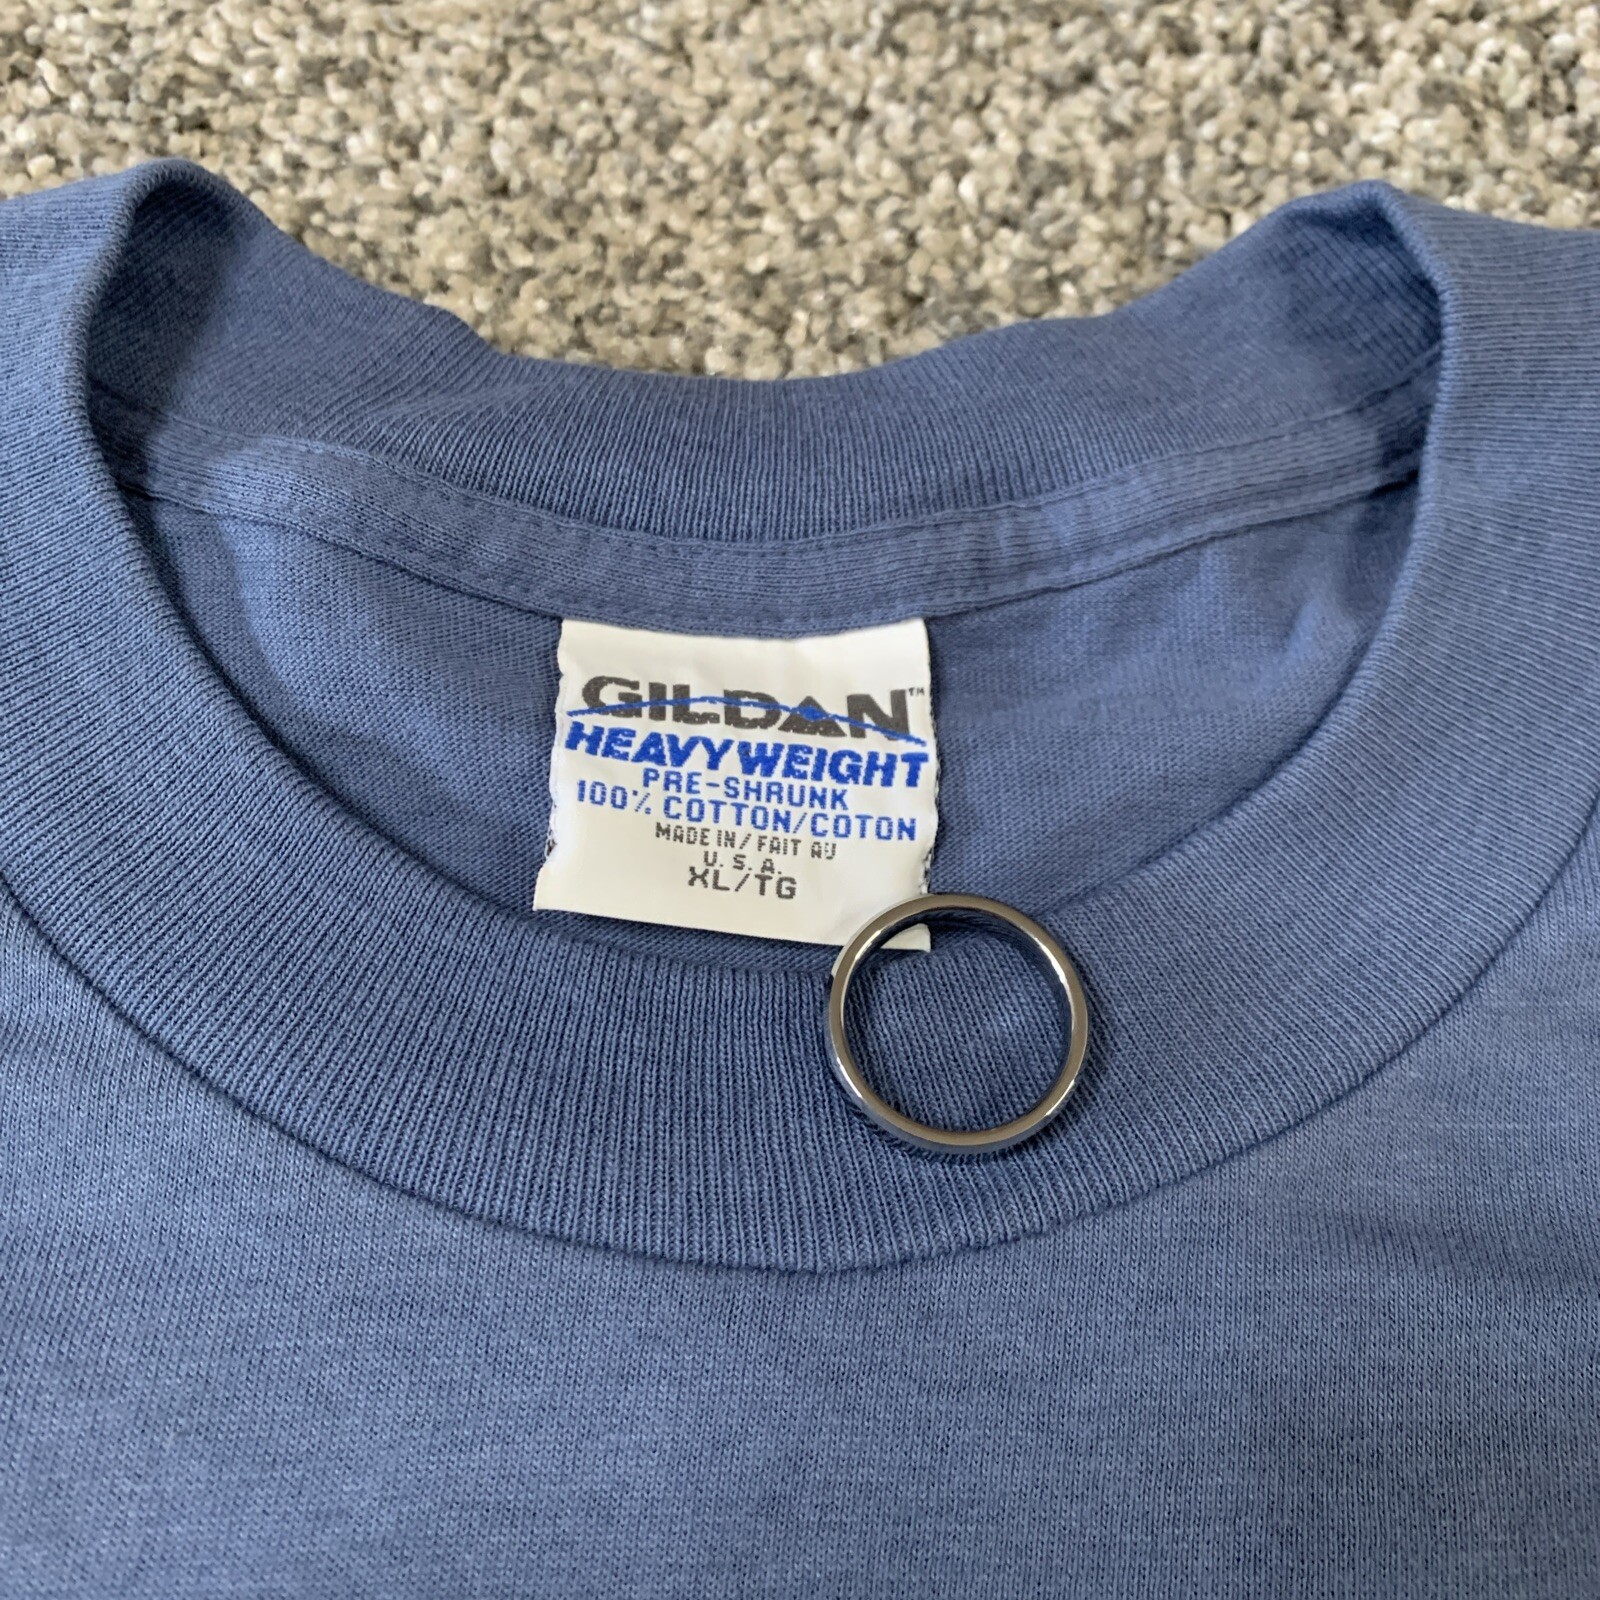 GILDAN™
HEAVYWEIGHT
PRE-SHRUNK
100% COTTON/COTON
MADE IN/FAIT AU
U.S.A.
XL/TG